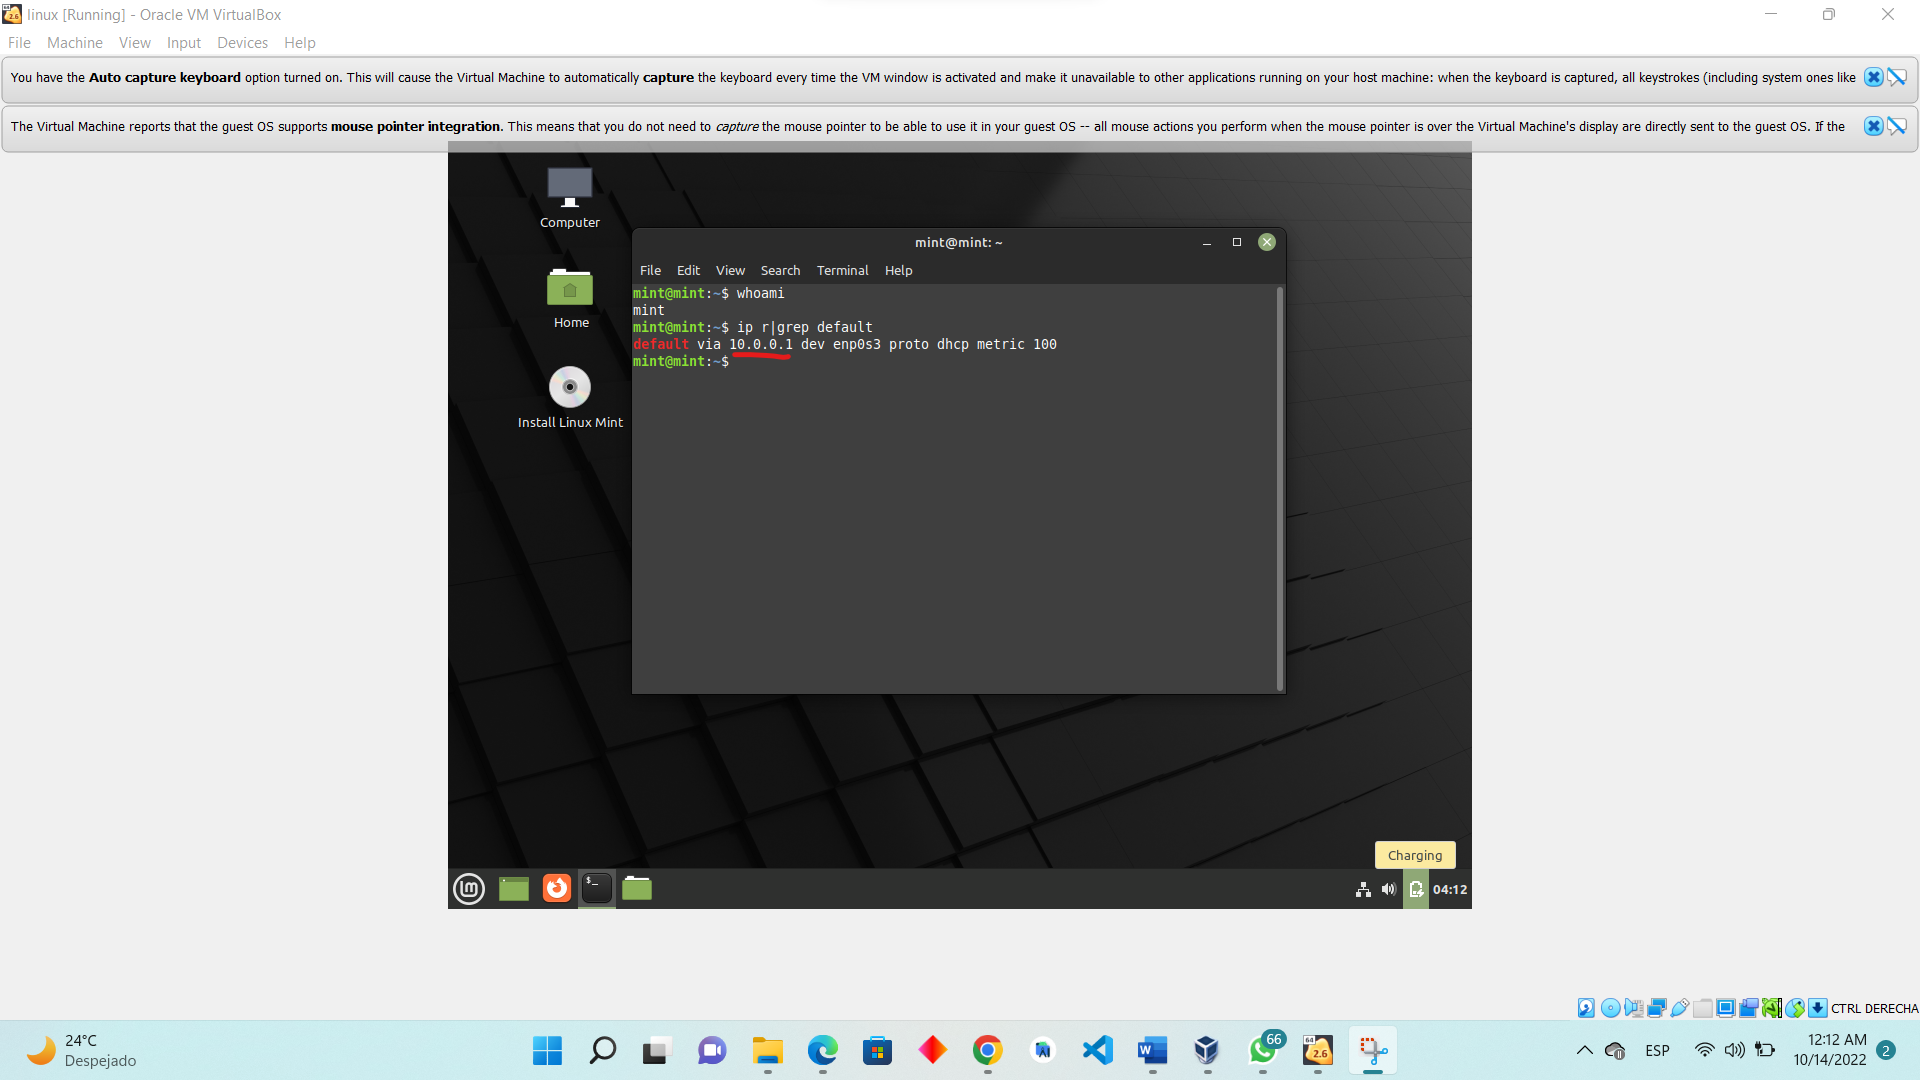 linux [Running] - Oracle VM VirtualBox
File Machine View Input Devices Help
You have the Auto capture keyboard option turned on. This will cause the Virtual Machine to automatically capture the keyboard every time the VM window is activated and make it unavailable to other applications running on your host machine: when the keyboard is captured, all keystrokes (including system ones like
The Virtual Machine reports that the guest OS supports mouse pointer integration. This means that you do not need to capture the mouse pointer to be able to use it in your guest OS -- all mouse actions you perform when the mouse pointer is over the Virtual Machine's display are directly sent to the guest OS. If the
Computer
Home
Install Linux Mint
mint@mint: ~
File Edit View Search Terminal Help
mint@mint:~$ whoami
mint
mint@mint:~$ ip r|grep default
default via 10.0.0.1 dev enp0s3 proto dhcp metric 100
mint@mint:~$
Charging
04:12
CTRL DERECHA
24°C
Despejado
66
64
2.6
ESP
12:12 AM
10/14/2022
2